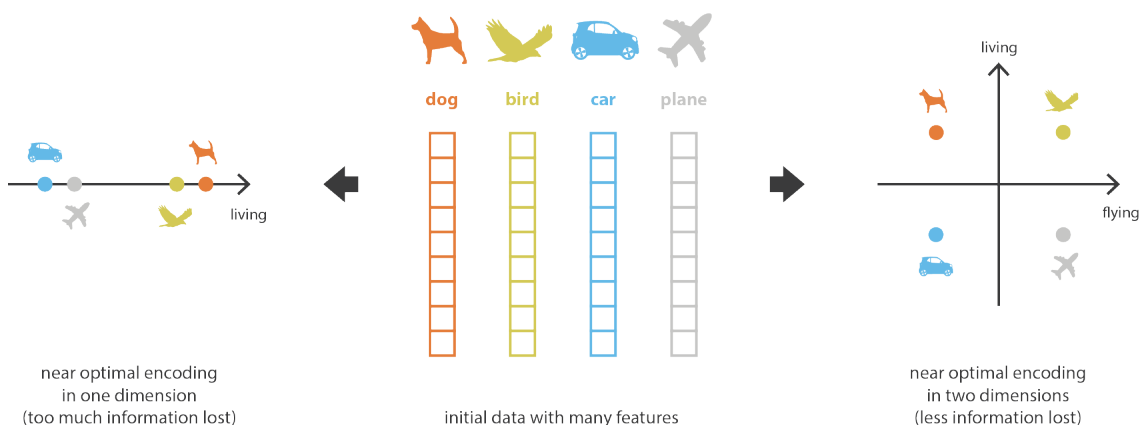 dog
bird
car
plane
living
near optimal encoding
in one dimension
(too much information lost)
initial data with many features
living
flying
near optimal encoding
in two dimensions
(less information lost)